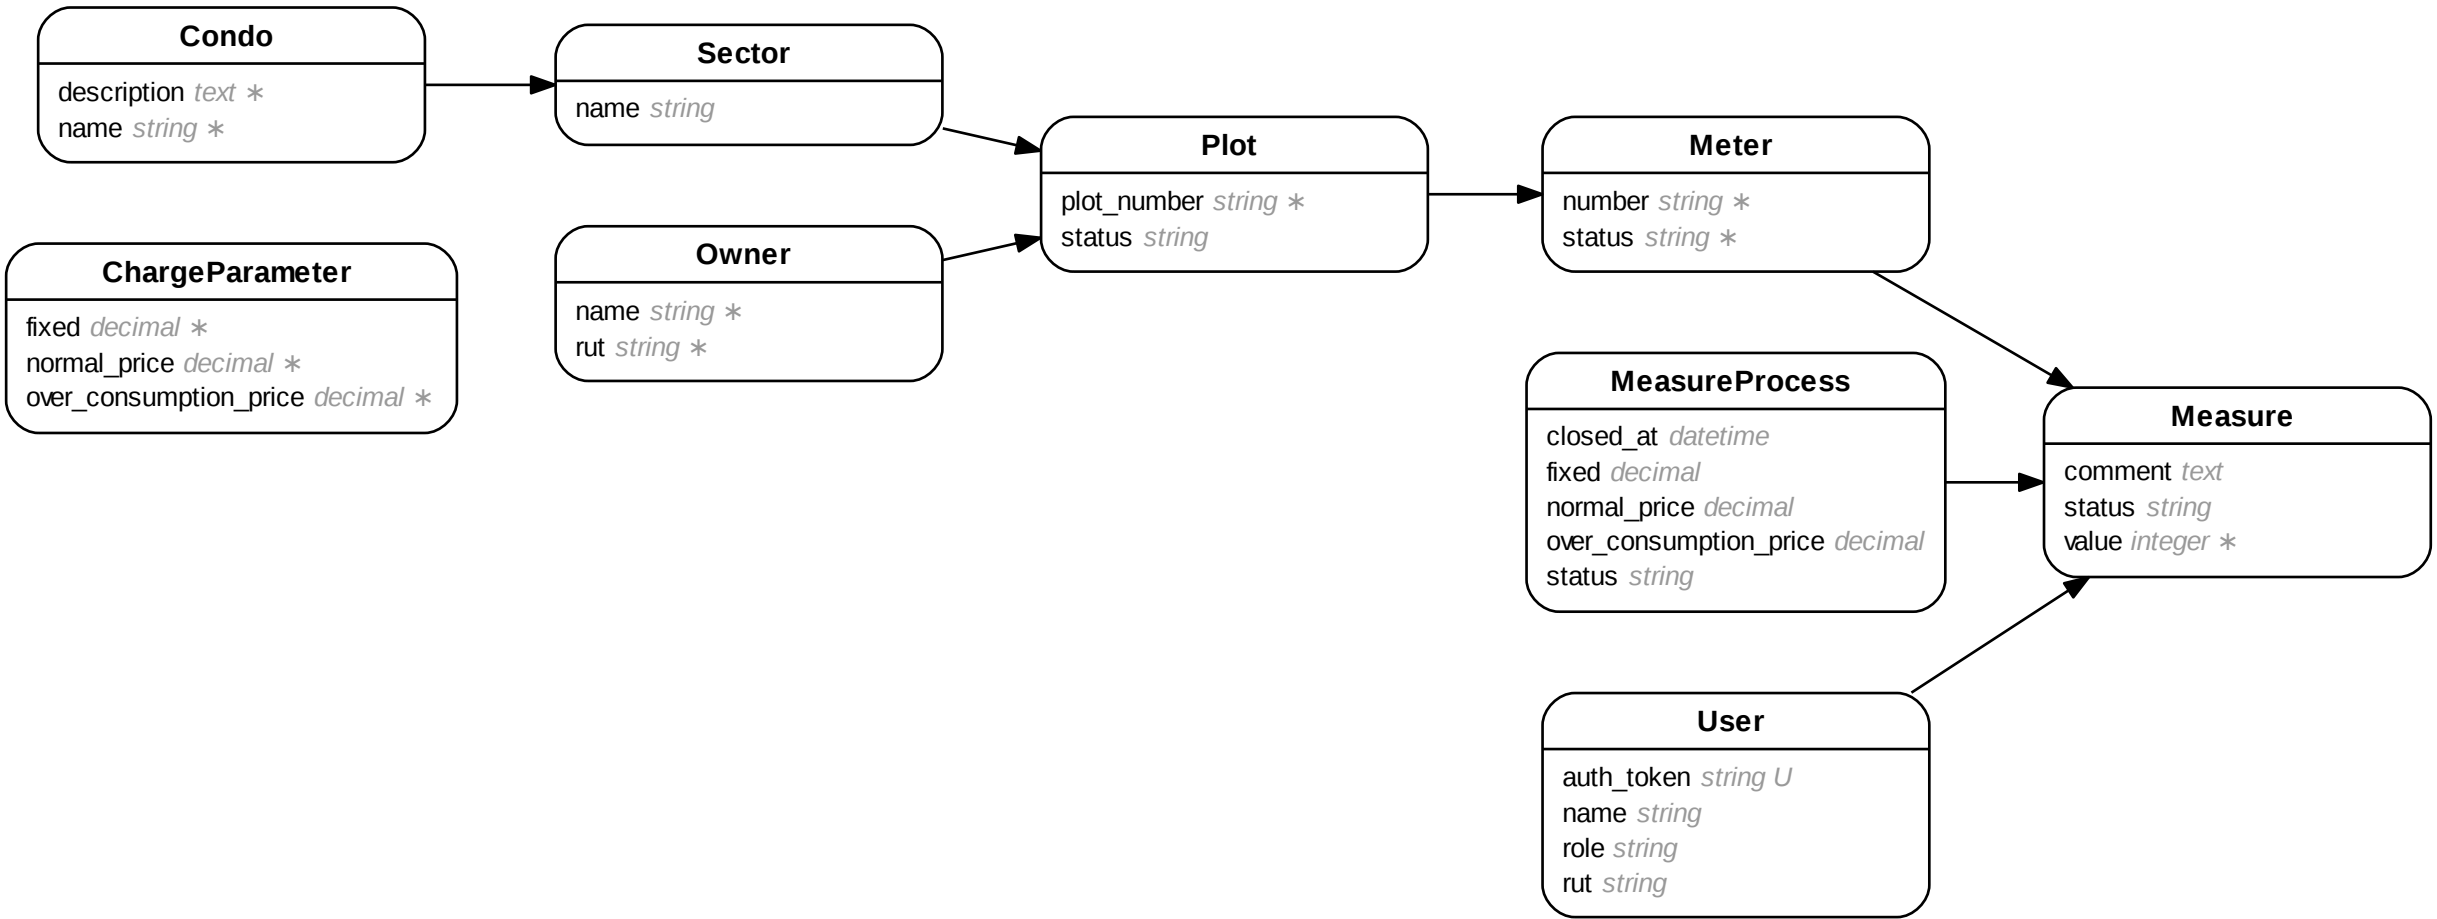 Condo
description text ∗
name string ∗
Sector
name string
Plot
plot_number string ∗
status string
Meter
number string ∗
status string ∗
ChargeParameter
fixed decimal ∗
normal_price decimal ∗
over_consumption_price decimal ∗
Owner
name string ∗
rut string ∗
MeasureProcess
closed_at datetime
fixed decimal
normal_price decimal
over_consumption_price decimal
status string
Measure
comment text
status string
value integer ∗
User
auth_token string U
name string
role string
rut string